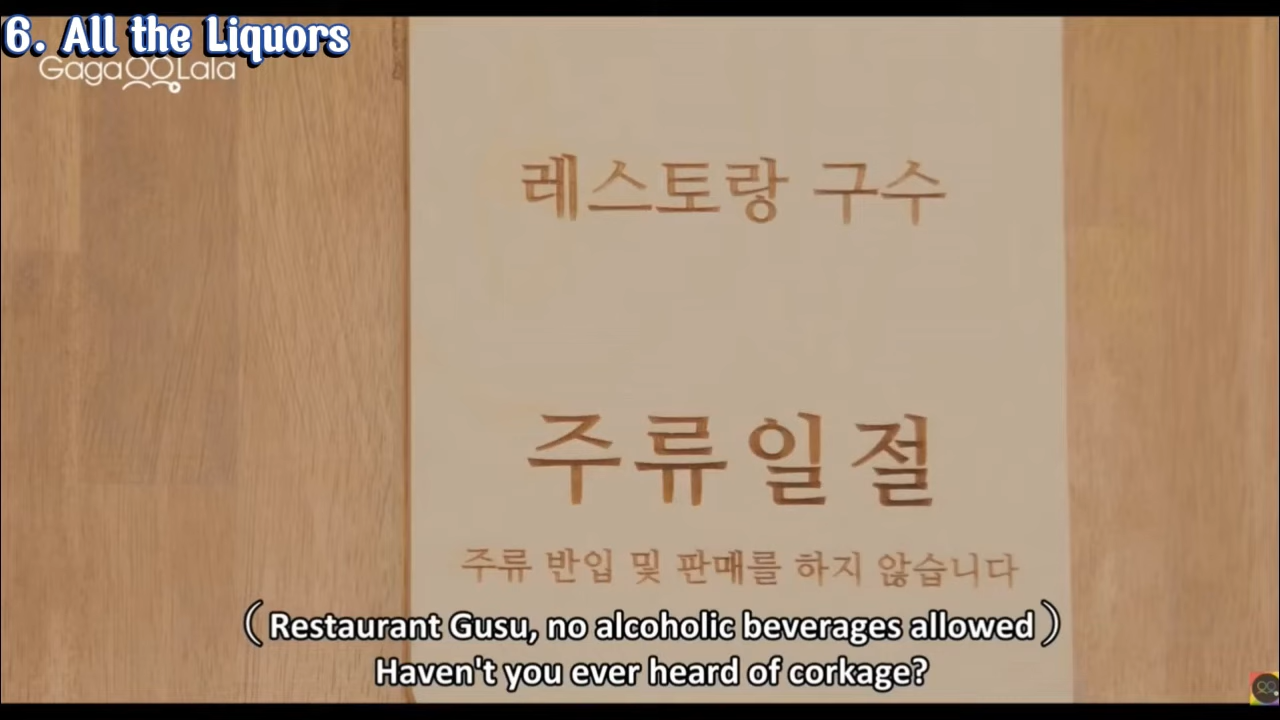 6. All the Liquors
GagaOOLala
레스토랑 구수
주류일절
주류 반입 및 판매를 하지 않습니다
(Restaurant Gusu, no alcoholic beverages allowed)
Haven't you ever heard of corkage?